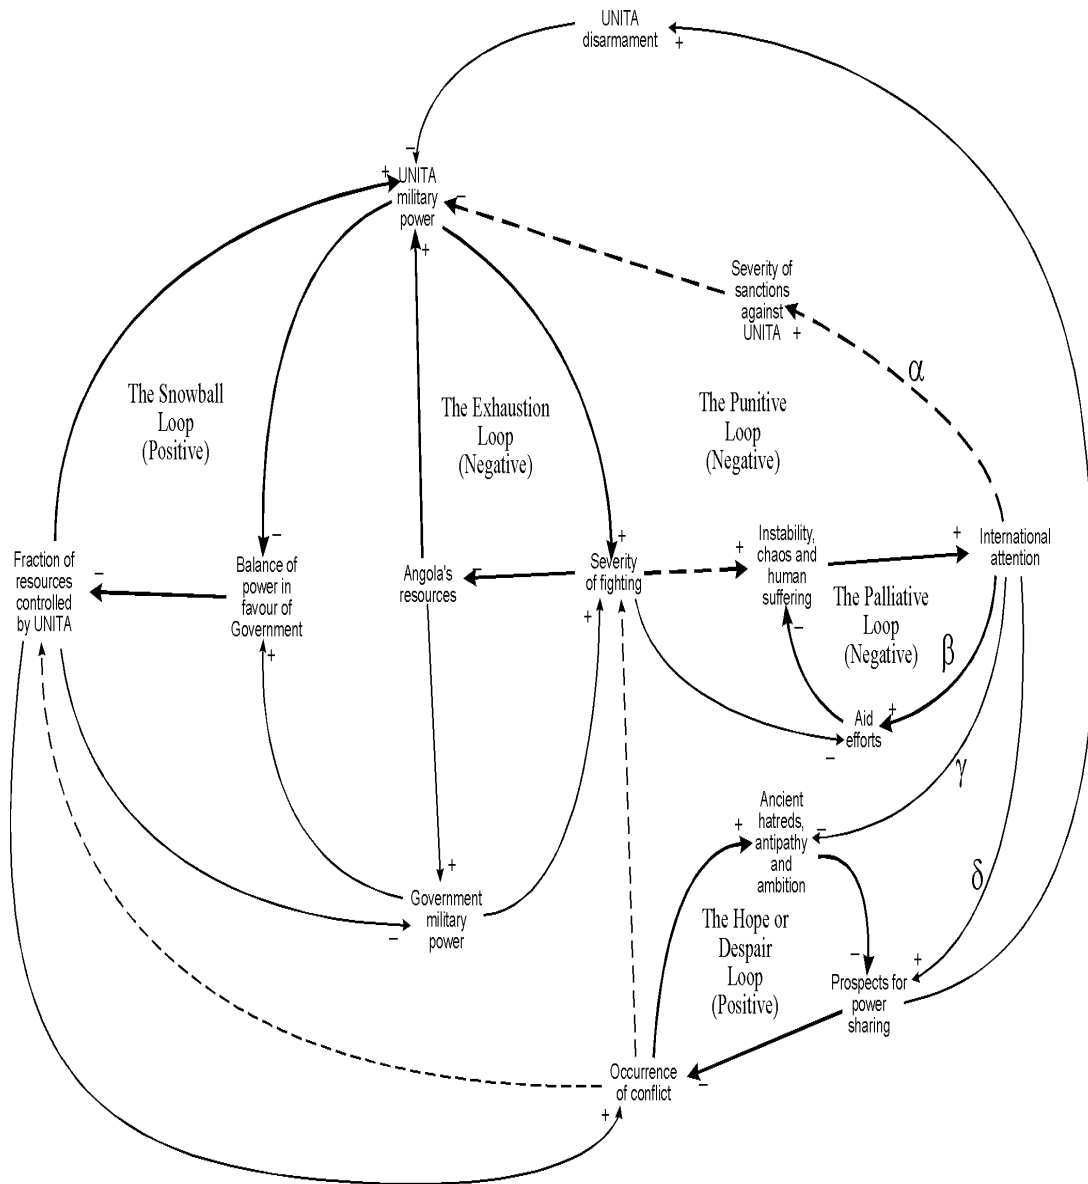 UNITA
disarmament
+
–
+
UNITA
military
power
–
+
Severity of
sanctions
against
UNITA
+
α
The Snowball
Loop
(Positive)
The Exhaustion
Loop
(Negative)
The Punitive
Loop
(Negative)
Fraction of
resources
controlled
by UNITA
–
Balance of
power in
favour of
Government
–
+
Angola's
resources
–
Severity
of fighting
+
+
Instability,
chaos and
human
suffering
+
–
International
attention
+
The Palliative
Loop
(Negative)
β
Aid
efforts
+
–
γ
Ancient
hatreds,
antipathy
and
ambition
+
–
δ
Government
military
power
+
–
The Hope or
Despair
Loop
(Positive)
Prospects for
power
sharing
–
+
Occurrence
of conflict
–
+